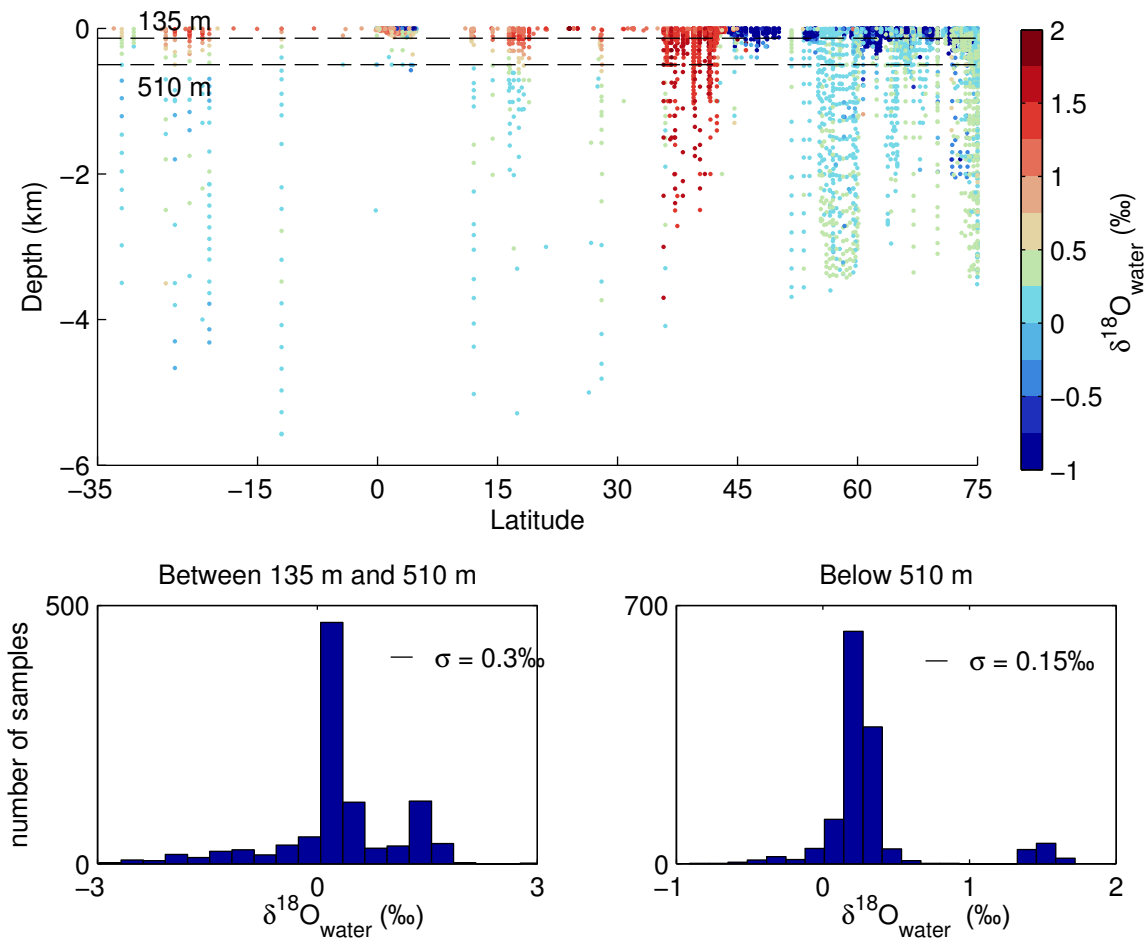 135 m
510 m
0
−2
−4
−6
Depth (km)
−35
−15
0
15
30
45
60
75
Latitude
2
1.5
1
0.5
0
−0.5
−1
δ18Owater (‰)
Between 135 m and 510 m
500
0
number of samples
σ = 0.3‰
−3
0
3
δ18Owater (‰)
Below 510 m
700
0
σ = 0.15‰
−1
0
1
2
δ18Owater (‰)